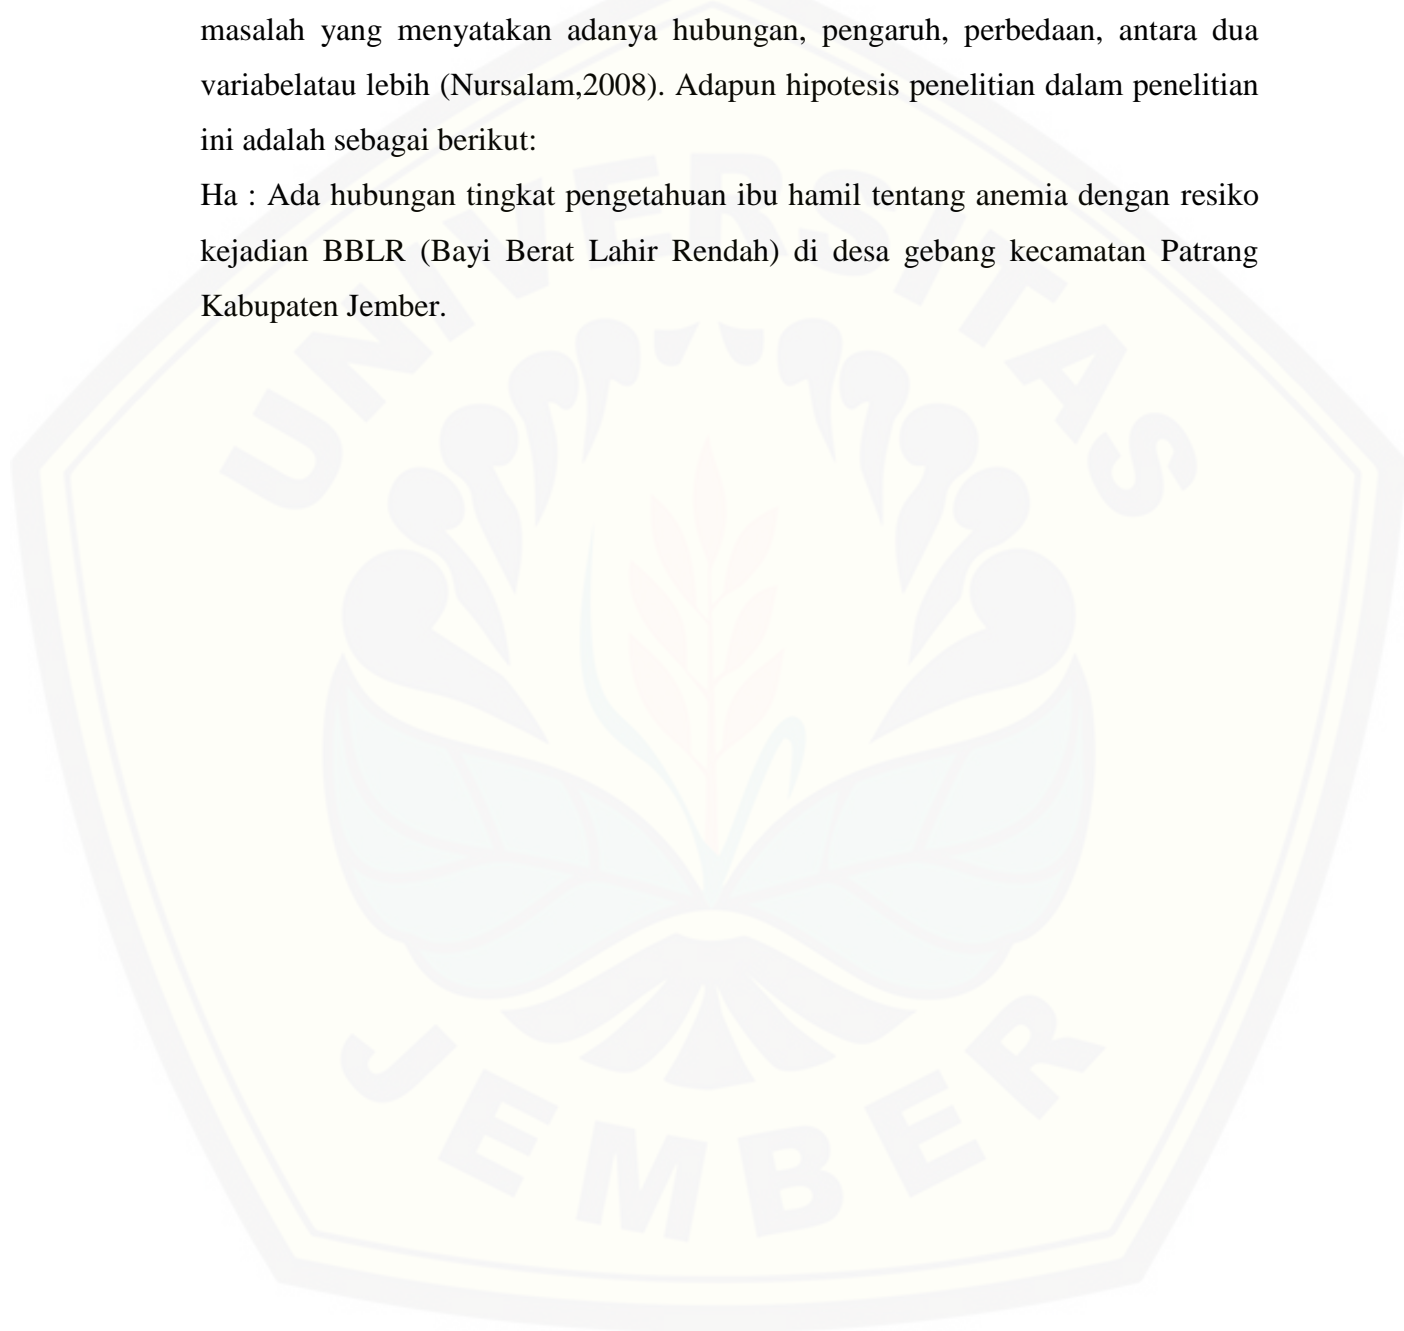 masalah yang menyatakan adanya hubungan, pengaruh, perbedaan, antara dua
variabelatau lebih (Nursalam,2008). Adapun hipotesis penelitian dalam penelitian
ini adalah sebagai berikut:
Ha : Ada hubungan tingkat pengetahuan ibu hamil tentang anemia dengan resiko
kejadian BBLR (Bayi Berat Lahir Rendah) di desa gebang kecamatan Patrang
Kabupaten Jember.
UNIVERSITAS
JEMBER